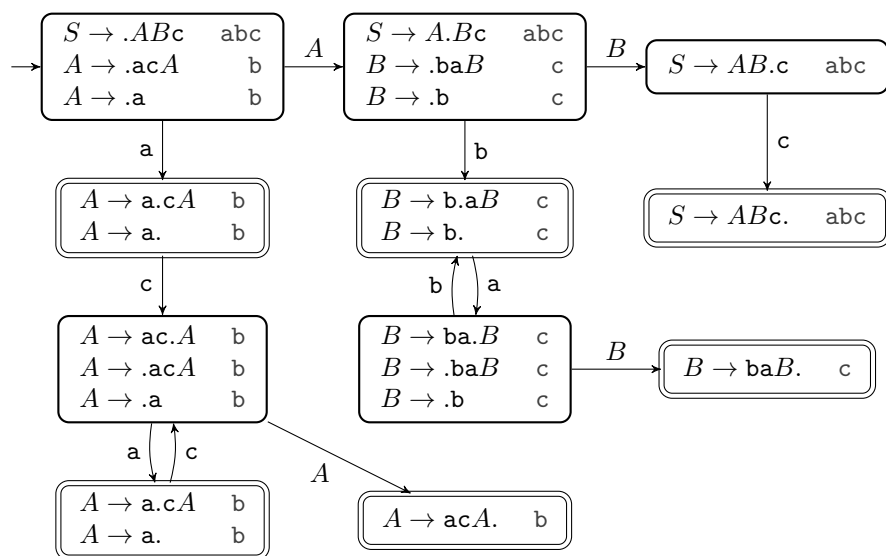 S → .ABc abc
A → .acA b
A → .a b
A
S → A.Bc abc
B → .baB c
B → .b c
B
S → AB.c abc
a
b
c
A → a.cA b
A → a. b
B → b.aB c
B → b. c
S → ABc. abc
c
b
a
A → ac.A b
A → .acA b
A → .a b
B → ba.B c
B → .baB c
B → .b c
B
B → baB. c
a
c
A
A → a.cA b
A → a. b
A → acA. b